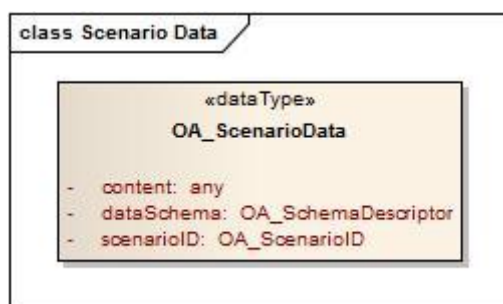 class Scenario Data
«dataType»
OA_ScenarioData
- content: any
- dataSchema: OA_SchemaDescriptor
- scenarioID: OA_ScenarioID